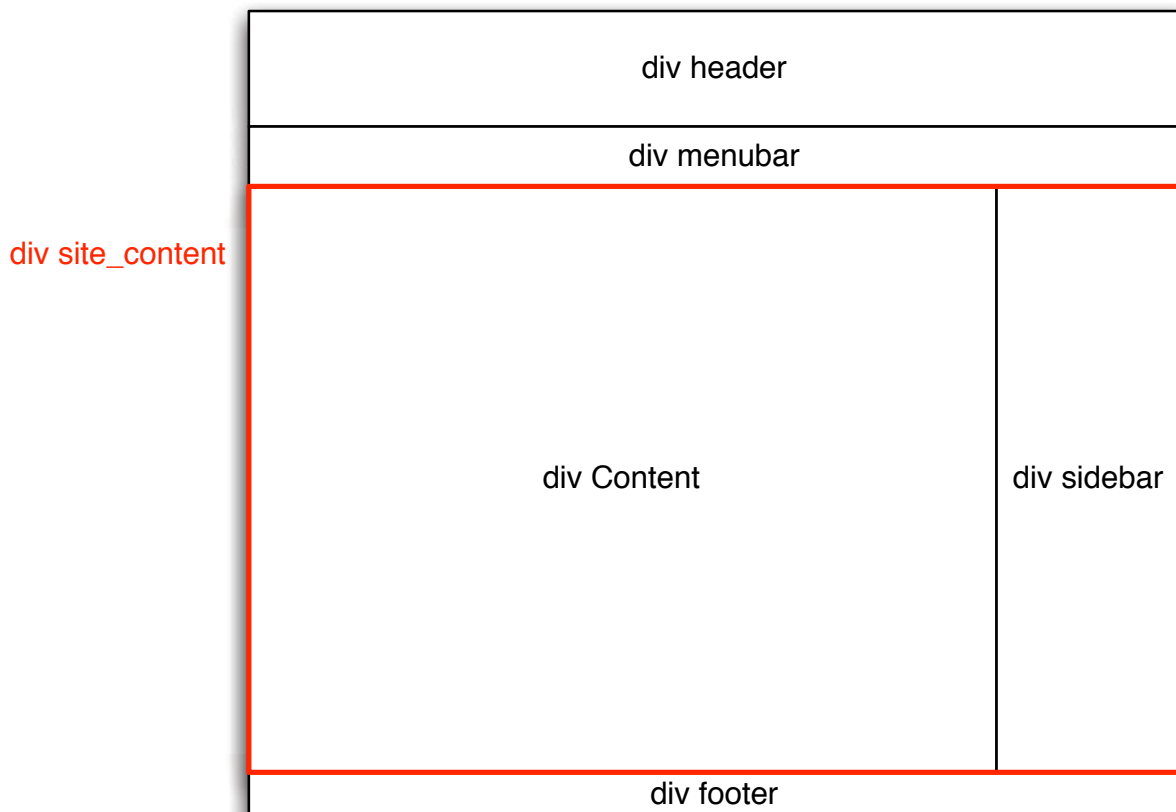 div header
div menubar
div site_content
div Content
div sidebar
div footer